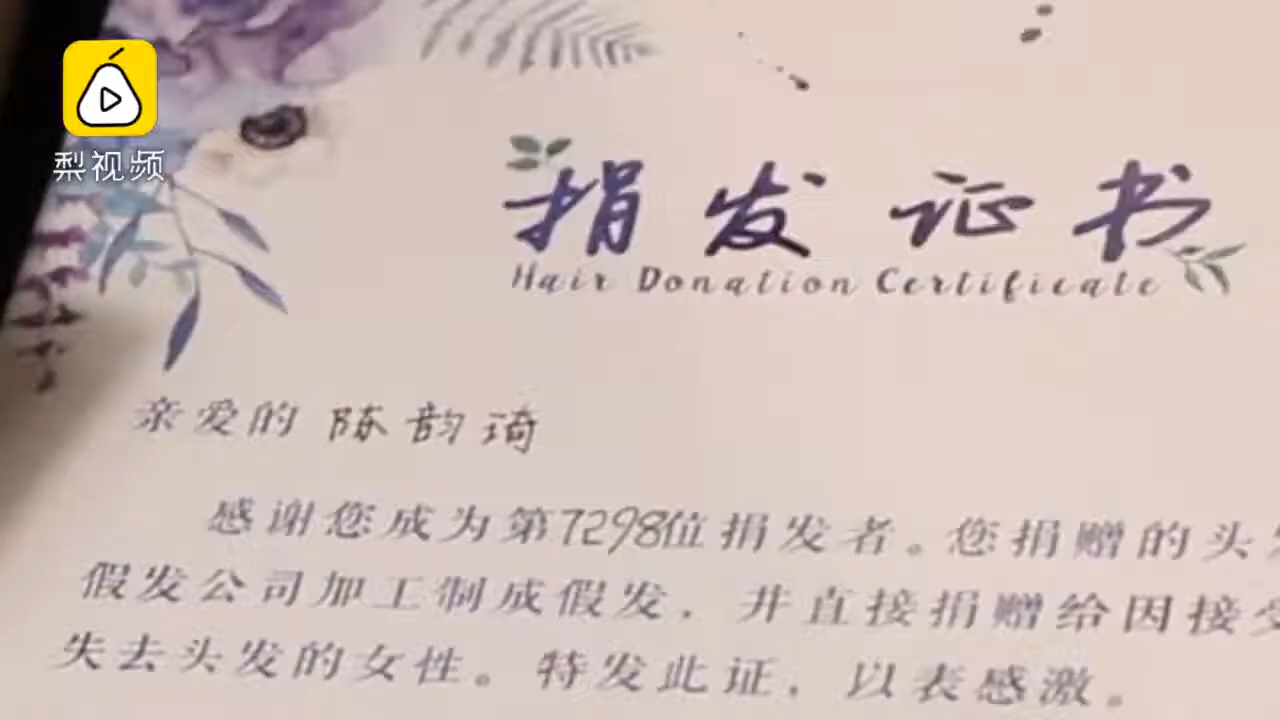 梨视频
捐发证书
Hair Donation Certificate
亲爱的 陈韵琦
感谢您成为第7298位捐发者。您捐赠的头发
假发公司加工制成假发，并直接捐赠给因接受
失去头发的女性。特发此证，以表感激。